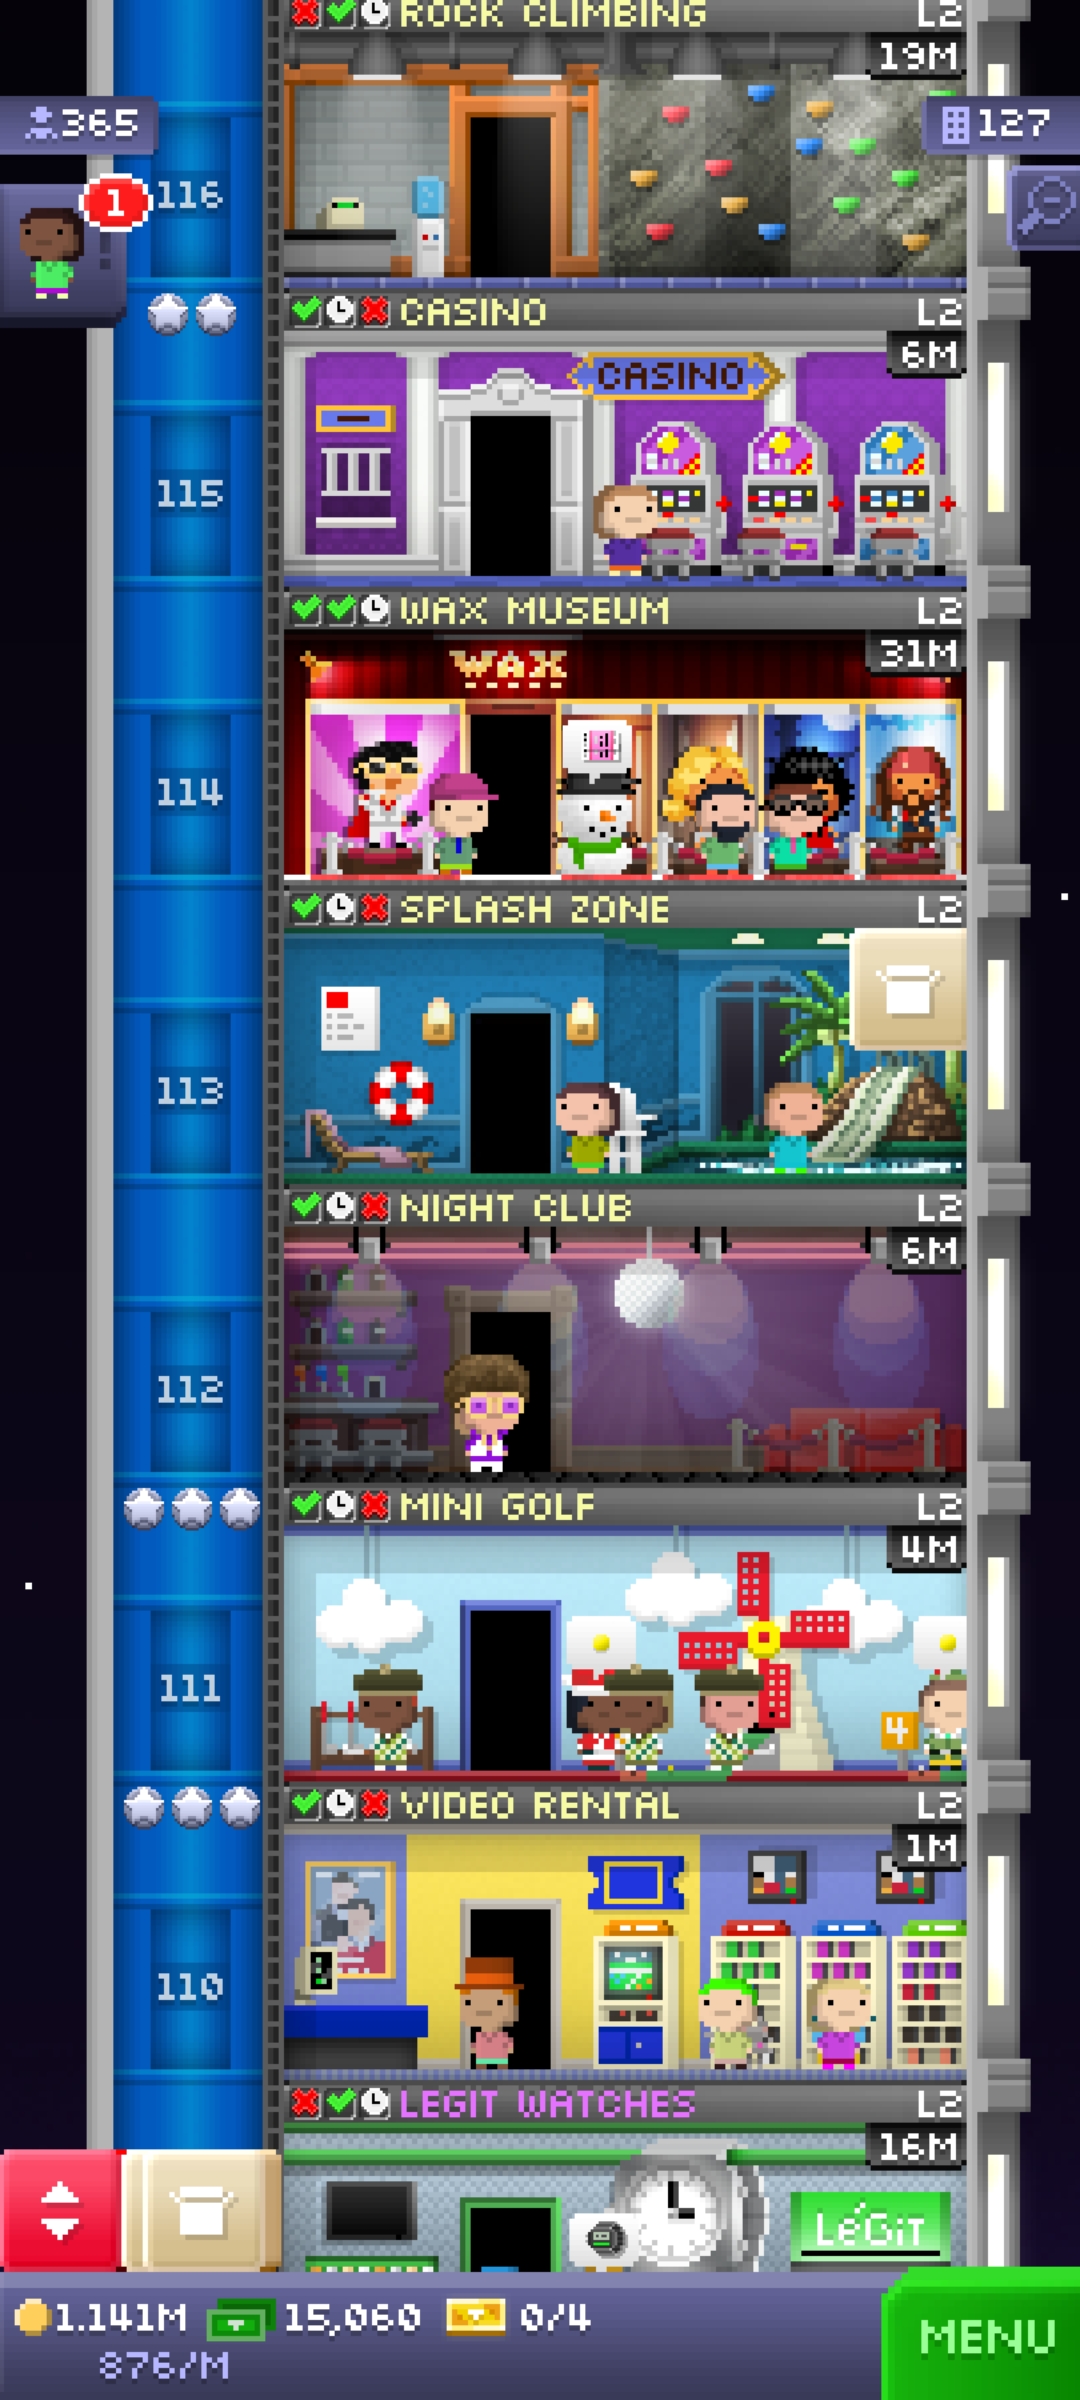 ROCK CLIMBING L2
19M
365
127
1
116
CASINO L2
6M
CASINO
115
WAX MUSEUM L2
31M
WAX
114
SPLASH ZONE L2
113
NIGHT CLUB L2
6M
112
MINI GOLF L2
4M
111
4
VIDEO RENTAL L2
1M
110
LEGIT WATCHES L2
16M
LéGiT
1.141M 15,060 0/4
876/M
MENU